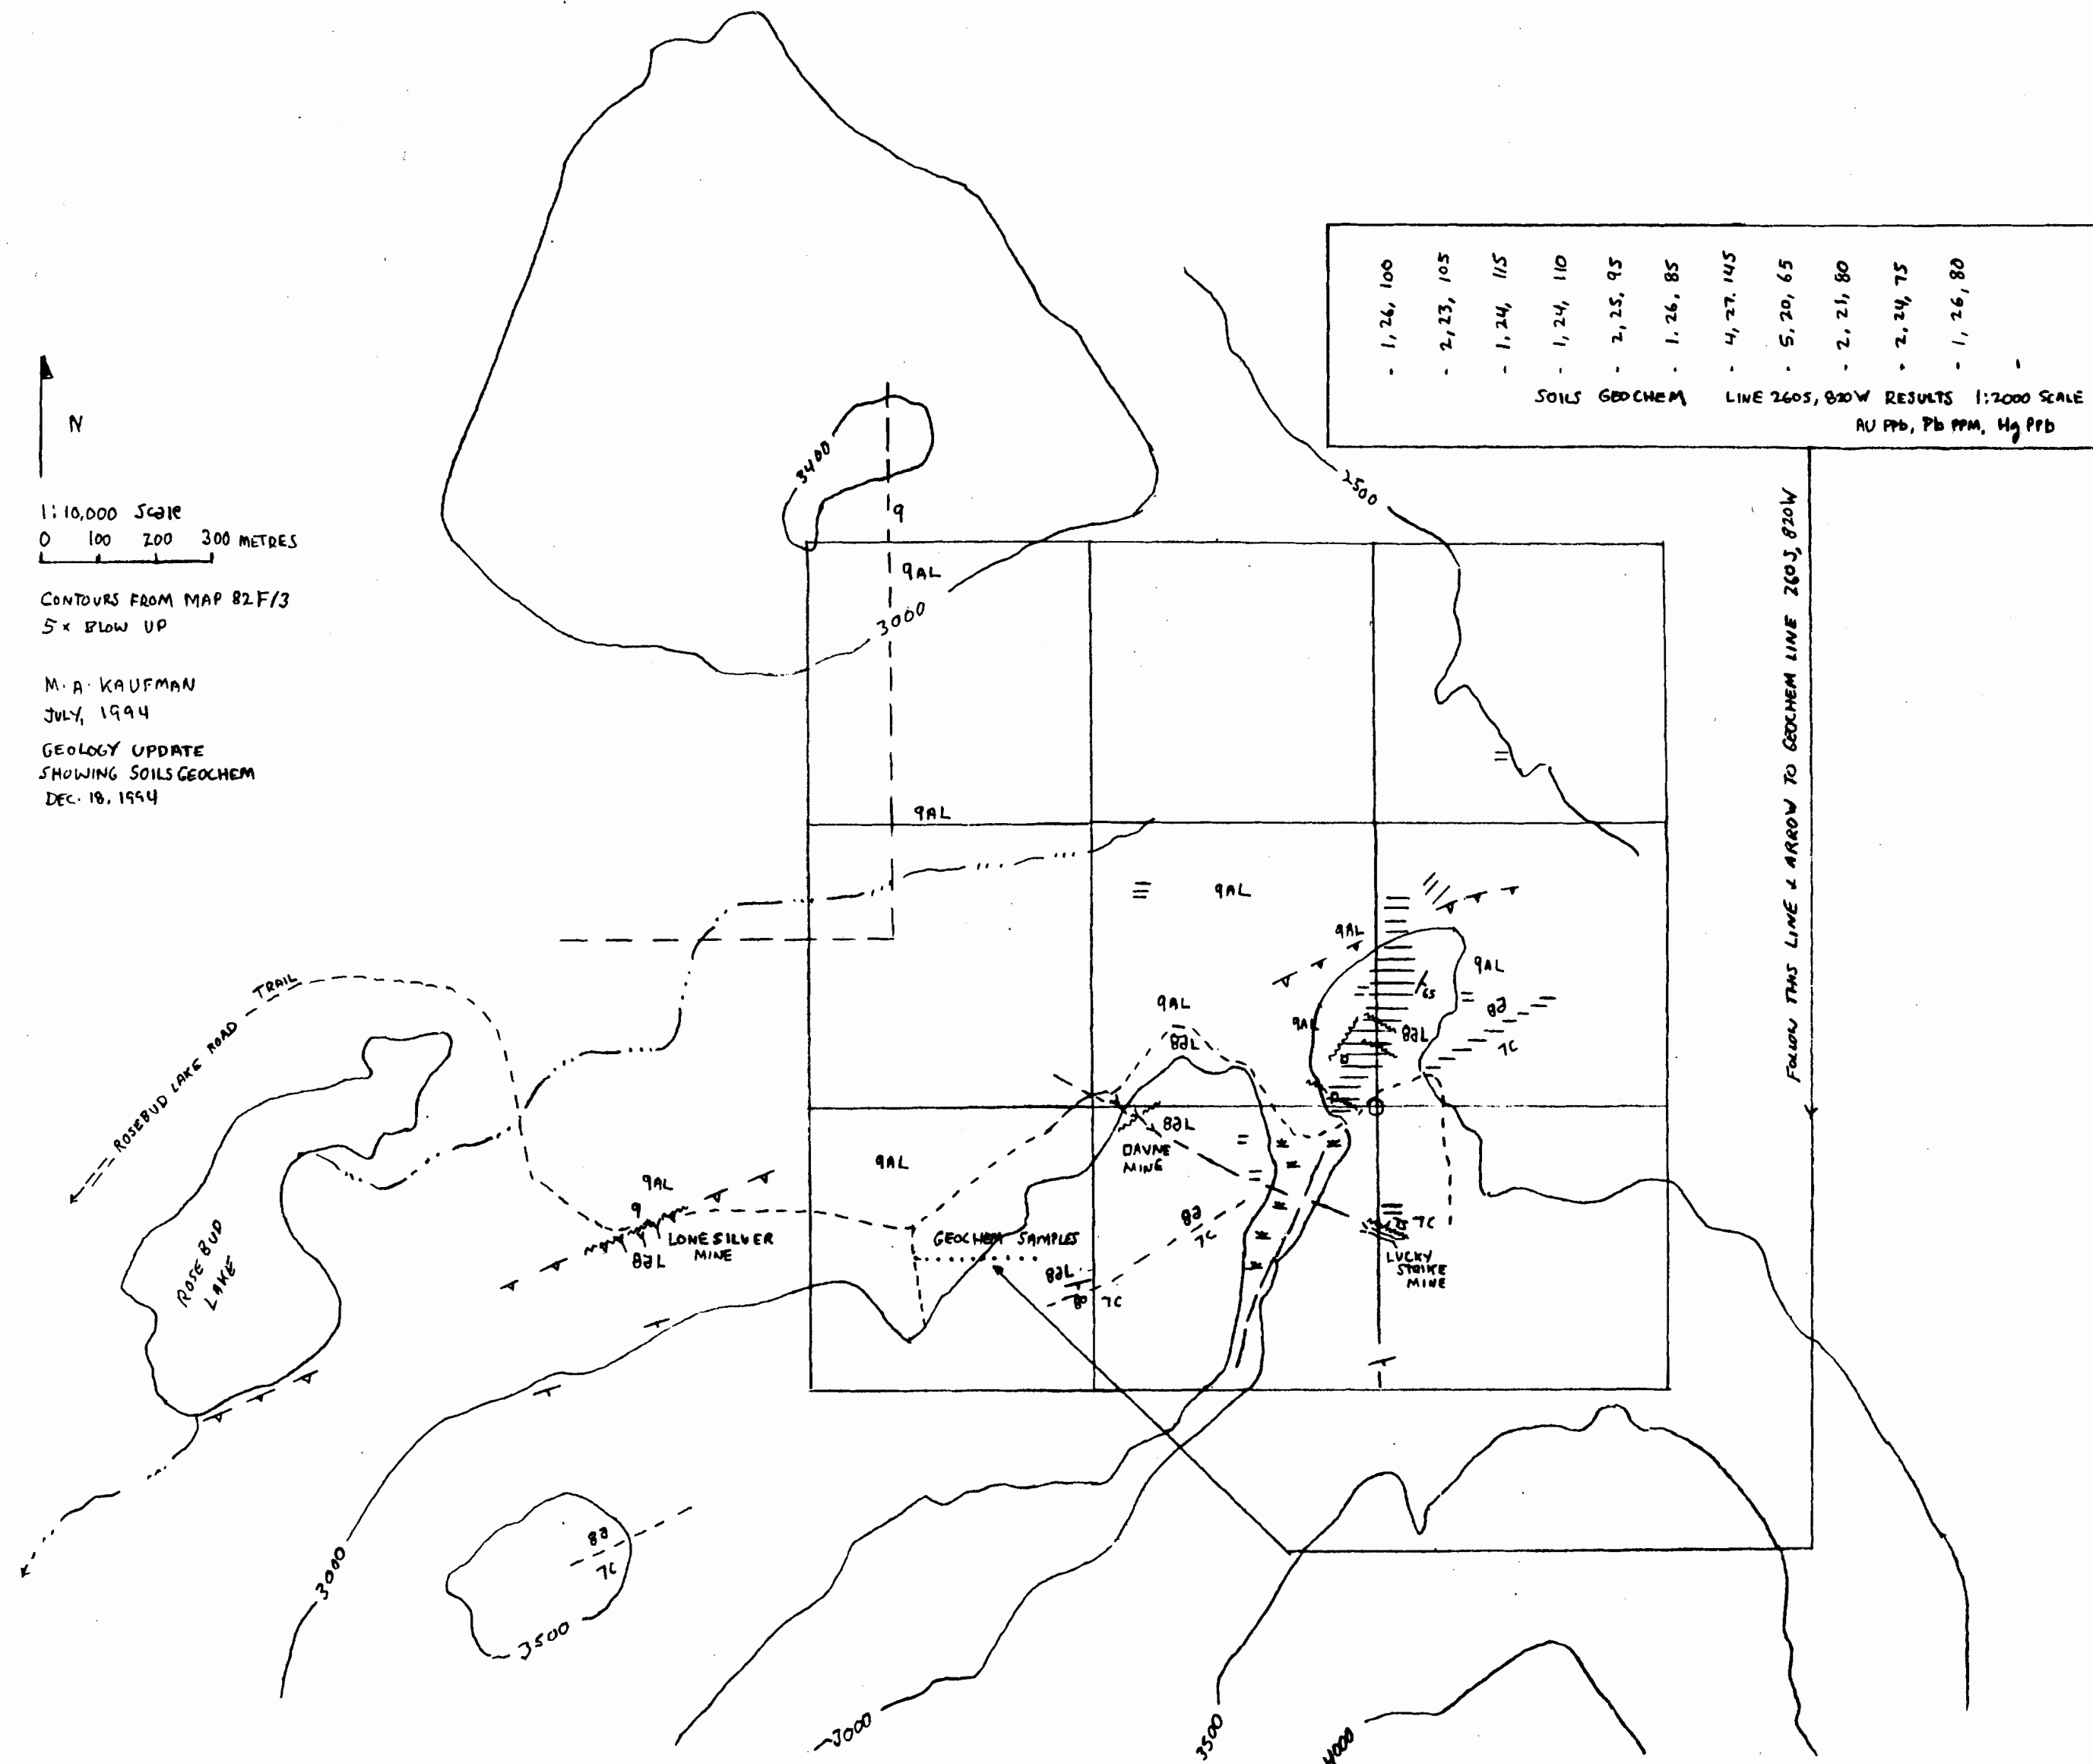 1, 26, 100
2, 23, 105
1, 24, 115
1, 24, 110
2, 25, 95
1, 26, 85
4, 27, 145
5, 20, 65
2, 21, 80
2, 24, 75
1, 26, 80
SOILS GEOCHEM LINE 260S, 820W RESULTS 1:2000 SCALE
AU PPb, Pb PPM, Hg PPb
FOLLOW THIS LINE & ARROW TO GEOCHEM LINE 260S, 820W
N
1:10,000 Scale
0 100 200 300 METRES
CONTOURS FROM MAP 82F/3
5 x BLOW UP
M. A. KAUFMAN
JULY, 1994
GEOLOGY UPDATE
SHOWING SOILS GEOCHEM
DEC. 18, 1994
3400
2500
9
9AL
3000
9AL
9AL
9AL
9AL
65
8a
9AL
9AL
8aL
7C
8aL
TRAIL
ROSEBUD LAKE ROAD
8aL
DAVNE
MINE
9AL
9AL
9
LONE SILVER
MINE
8aL
ROSEBUD
LAKE
GEOCHEM SAMPLES
8a
7C
75
7C
LUCKY
STRIKE
MINE
8aL
8a
7C
8a
7C
3000
3500
3000
3500
4000